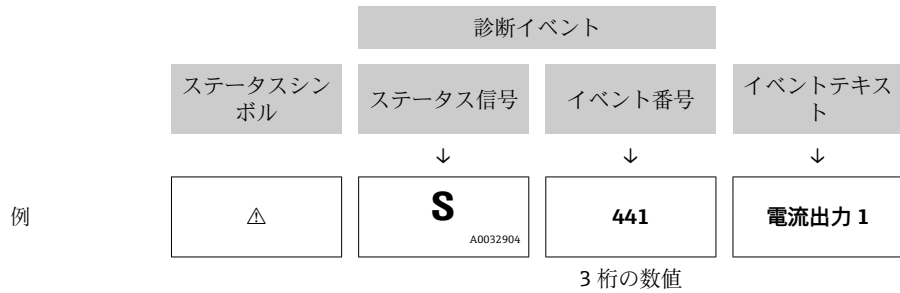 診断イベント
ステータスシン
ボル
ステータス信号
イベント番号
イベントテキス
ト
↓
↓
↓
例
⚠
S
A0032904
441
電流出力 1
3 桁の数値